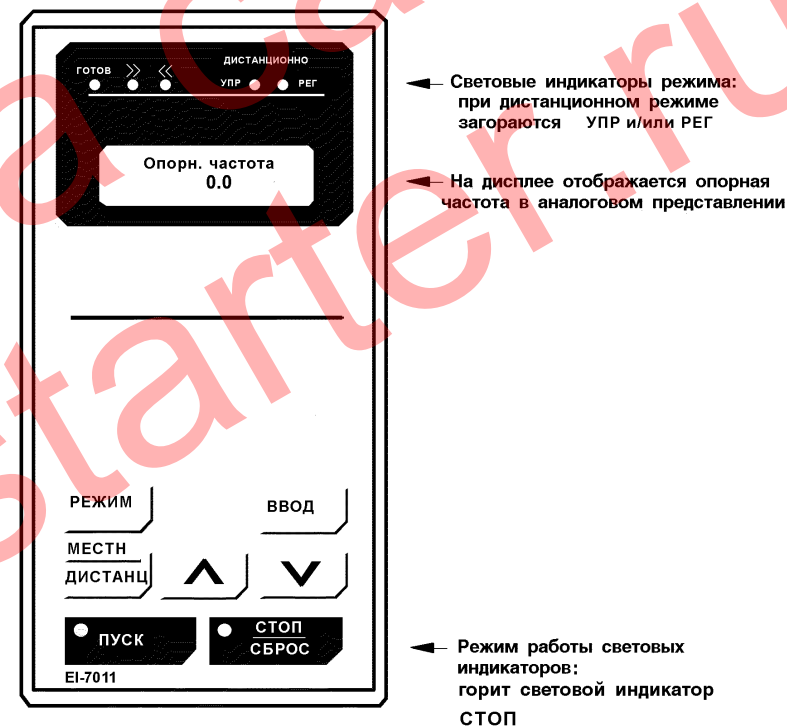 ДИСТАНЦИОННО
ГОТОВ >> << УПР РЕГ
Опорн. частота
0.0
Световые индикаторы режима:
при дистанционном режиме
загораются УПР и/или РЕГ
На дисплее отображается опорная
частота в аналоговом представлении
РЕЖИМ
ВВОД
МЕСТН
ДИСТАНЦ
ПУСК
СТОП
СБРОС
EI-7011
Режим работы световых
индикаторов:
горит световой индикатор
СТОП
starter.ru